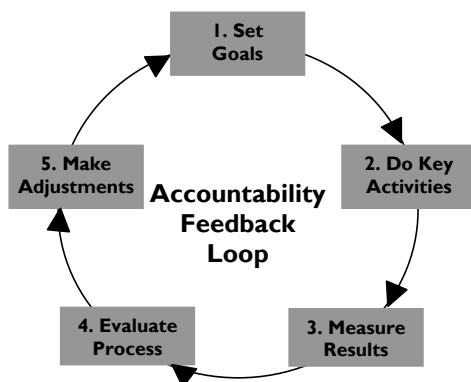 1. Set
Goals
2. Do Key
Activities
3. Measure
Results
4. Evaluate
Process
5. Make
Adjustments
Accountability
Feedback
Loop